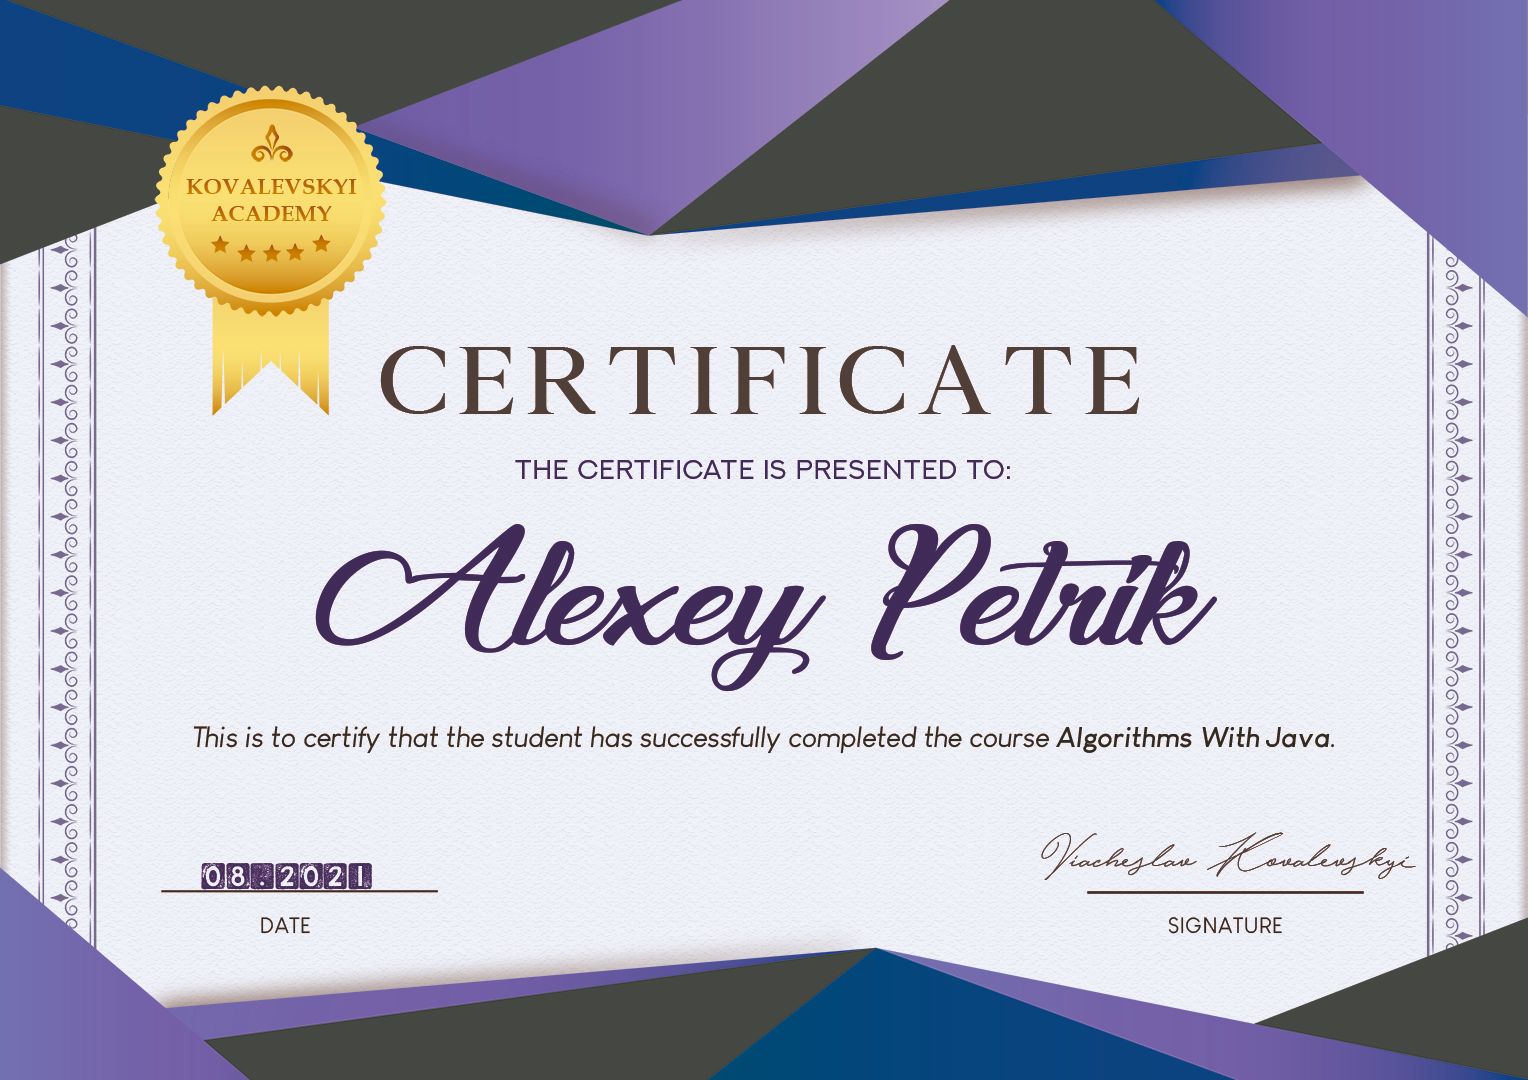 KOVALEVSKYI
ACADEMY
CERTIFICATE
THE CERTIFICATE IS PRESENTED TO:
Alexey Petrik
This is to certify that the student has successfully completed the course Algorithms With Java.
08.2021
Viacheslav Kovalevskyi
DATE
SIGNATURE